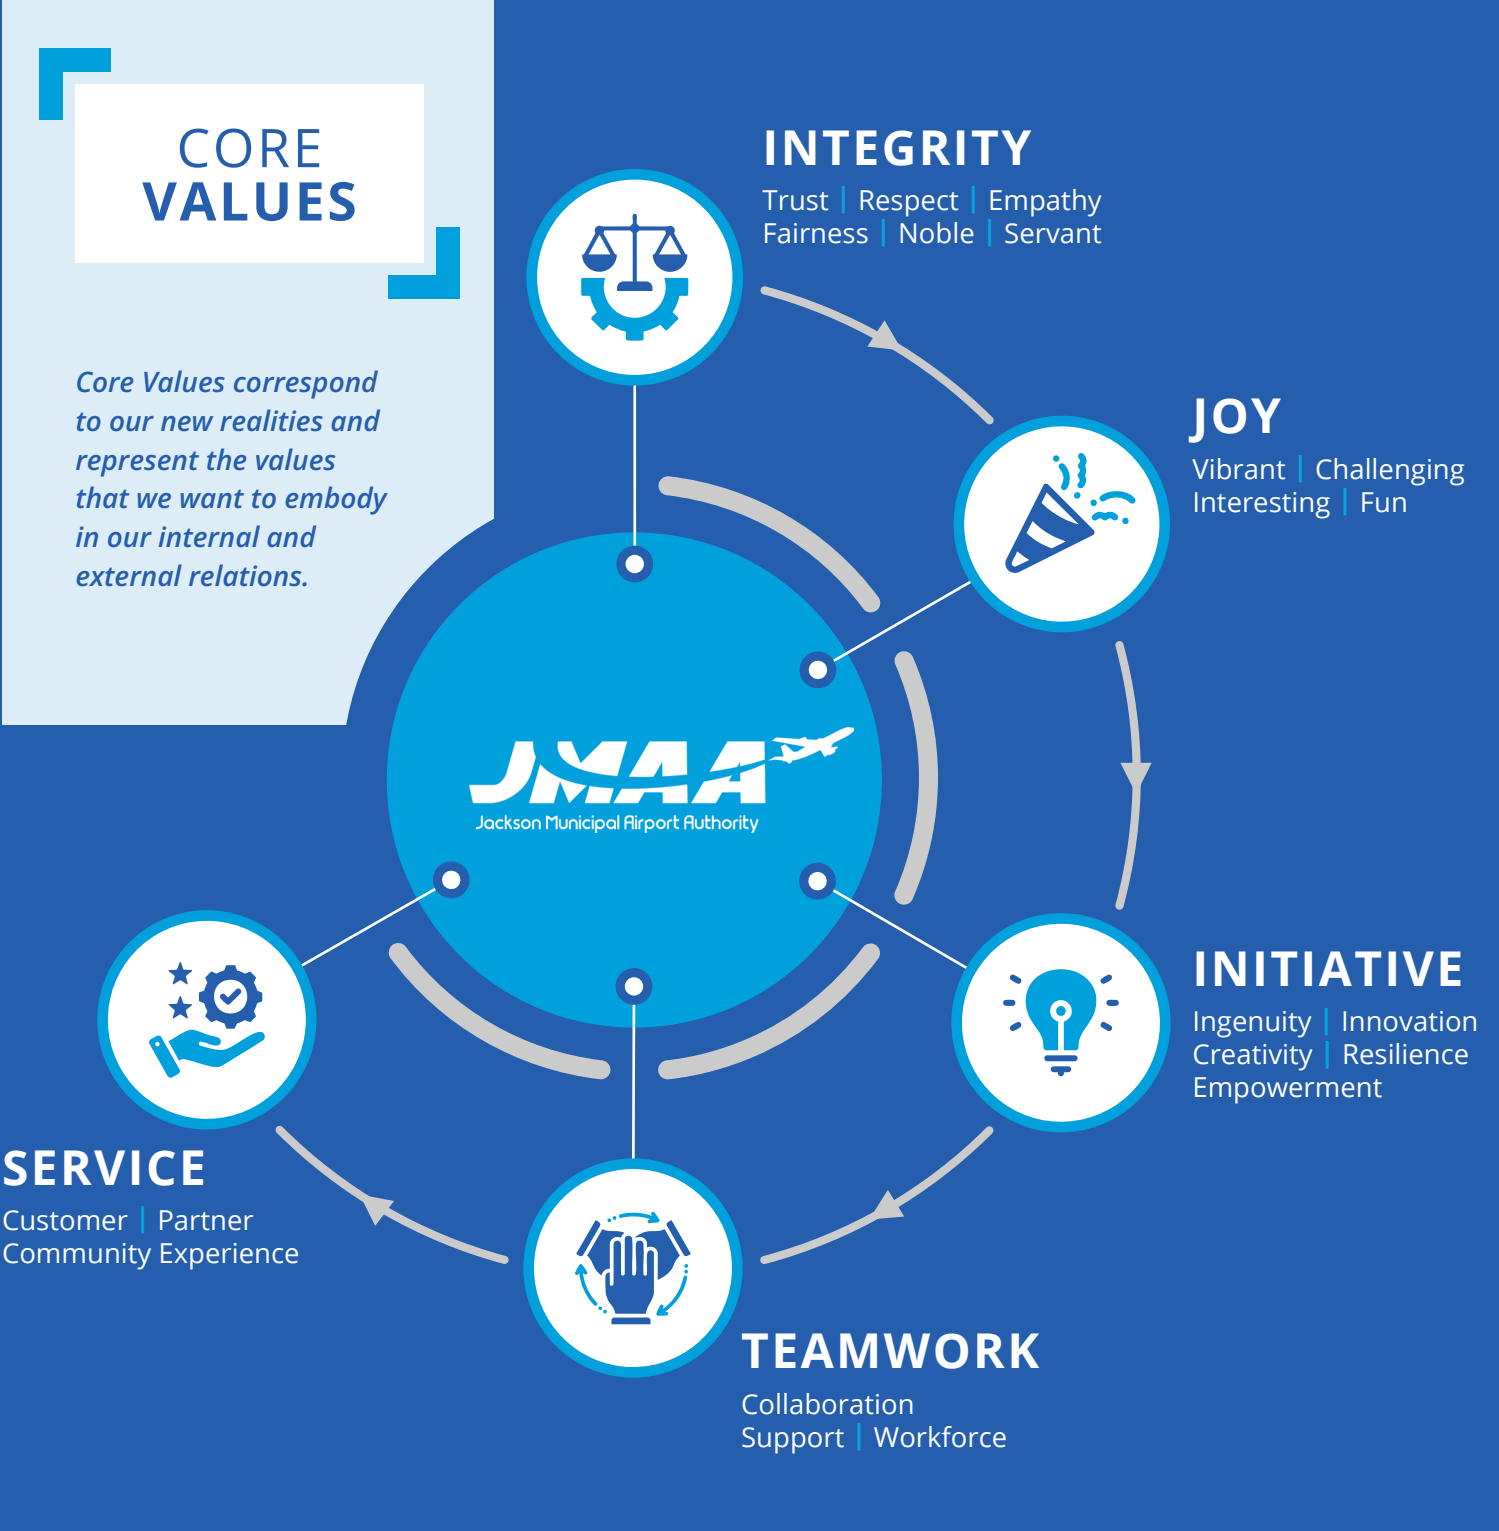 CORE
VALUES
Core Values correspond
to our new realities and
represent the values
that we want to embody
in our internal and
external relations.
INTEGRITY
Trust | Respect | Empathy
Fairness | Noble | Servant
JOY
Vibrant | Challenging
Interesting | Fun
JMAA
Jackson Municipal Airport Authority
INITIATIVE
Ingenuity | Innovation
Creativity | Resilience
Empowerment
SERVICE
Customer | Partner
Community Experience
TEAMWORK
Collaboration
Support | Workforce